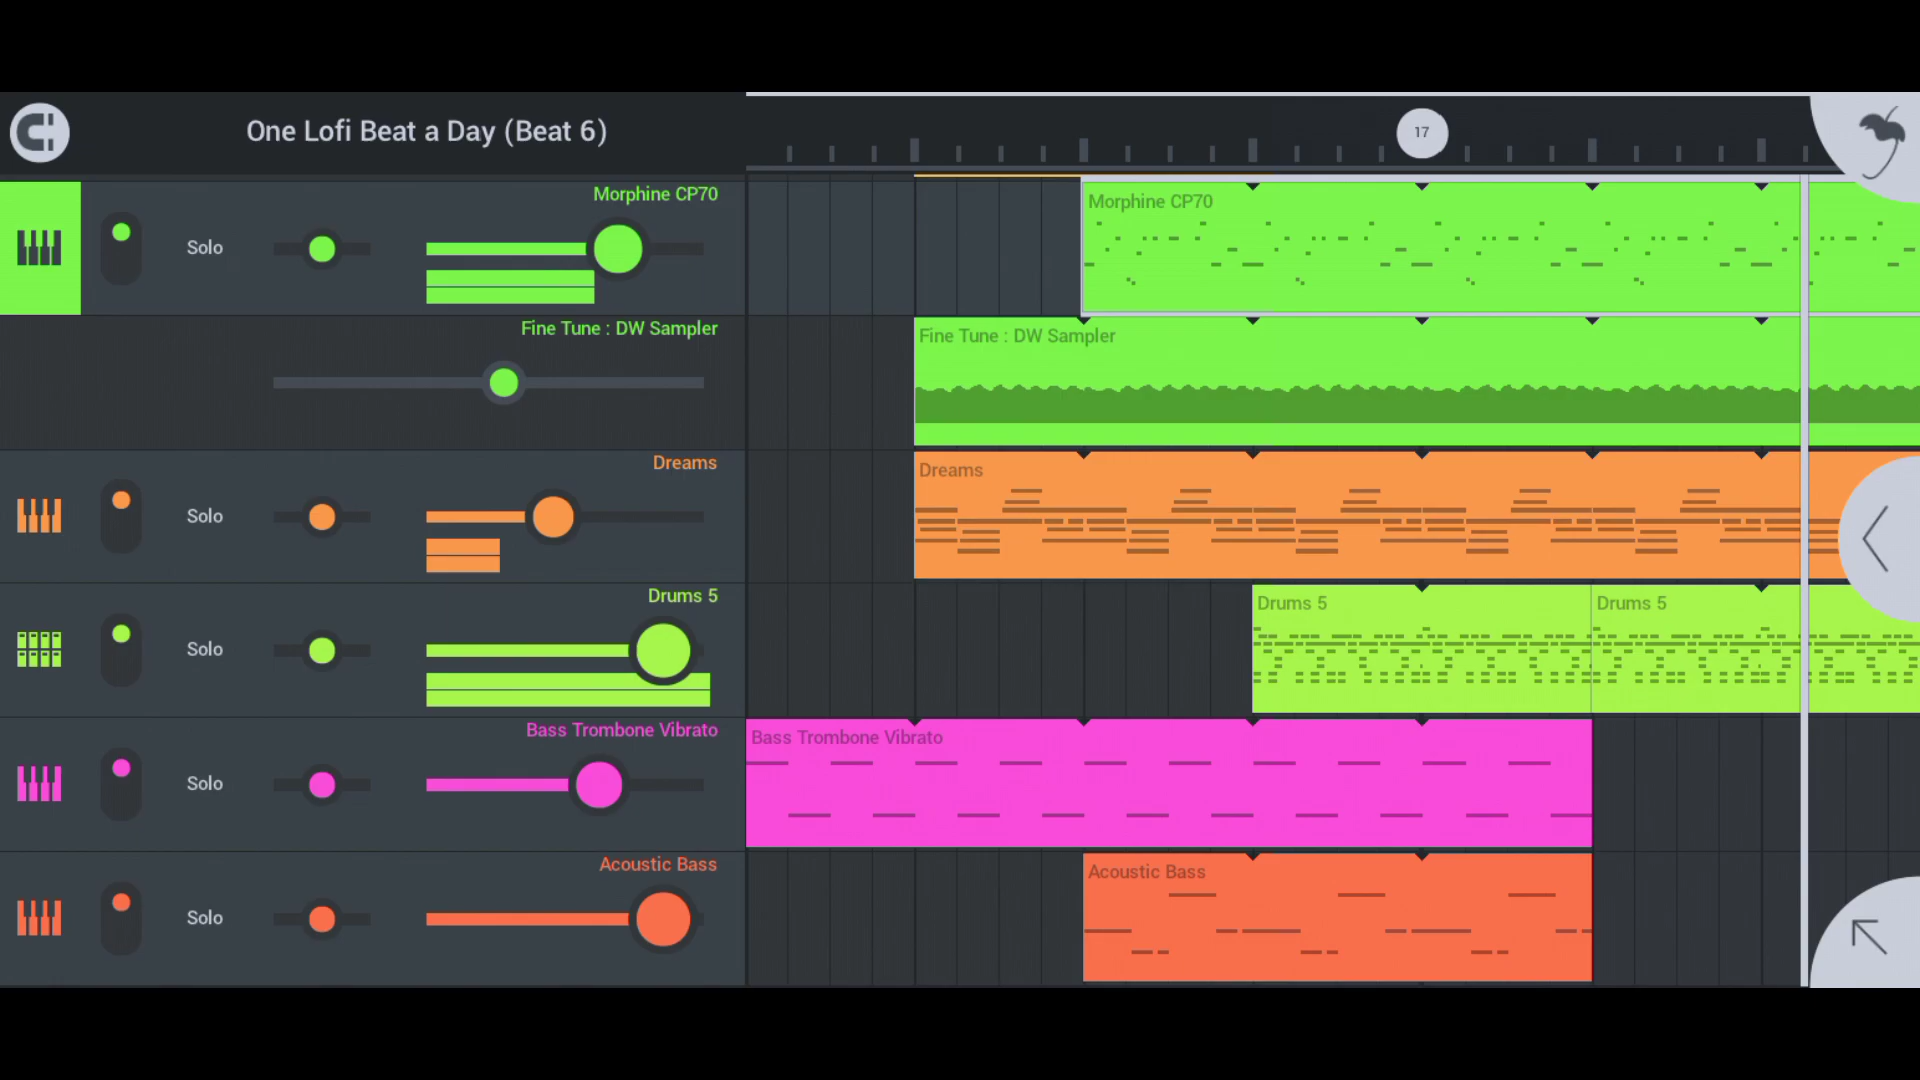 One Lofi Beat a Day (Beat 6)
17
Morphine CP70
Solo
Morphine CP70
Fine Tune : DW Sampler
Fine Tune : DW Sampler
Dreams
Solo
Dreams
Drums 5
Solo
Drums 5
Drums 5
Bass Trombone Vibrato
Solo
Bass Trombone Vibrato
Acoustic Bass
Solo
Acoustic Bass